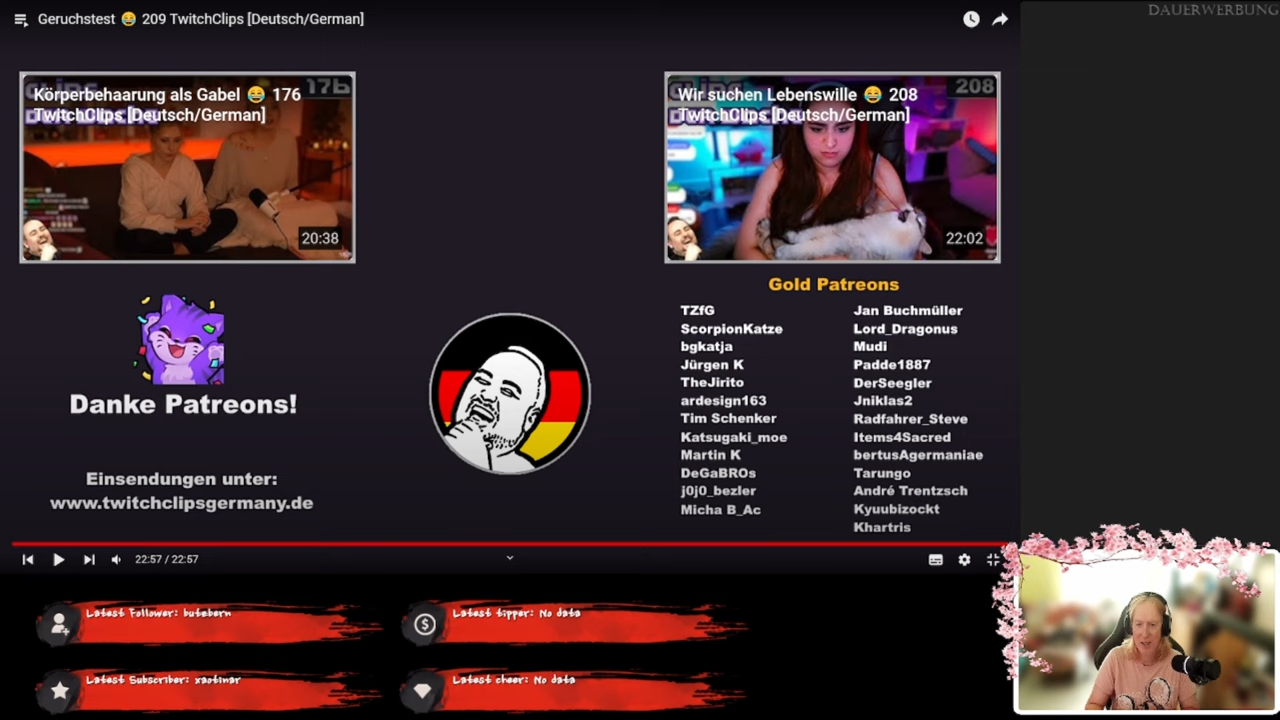 Geruchstest 😂 209 TwitchClips [Deutsch/German]
DAUERWERBUNG
Körperbehaarung als Gabel 😂 176
TwitchClips [Deutsch/German]
20:38
Wir suchen Lebenswille 😂 208
TwitchClips [Deutsch/German]
208
22:02
Danke Patreons!
Einsendungen unter:
www.twitchclipsgermany.de
Gold Patreons
TZfG
ScorpionKatze
bgkatja
Jürgen K
TheJirito
ardesign163
Tim Schenker
Katsugaki_moe
Martin K
DeGaBROs
j0j0_bezler
Micha B_Ac
Jan Buchmüller
Lord_Dragonus
Mudi
Padde1887
DerSeegler
Jniklas2
Radfahrer_Steve
Items4Sacred
bertusAgermaniae
Tarungo
André Trentzsch
Kyuubizockt
Khartris
22:57 / 22:57
Latest Follower: butebern
Latest tipper: No data
Latest Subscriber: xaotinar
Latest cheer: No data